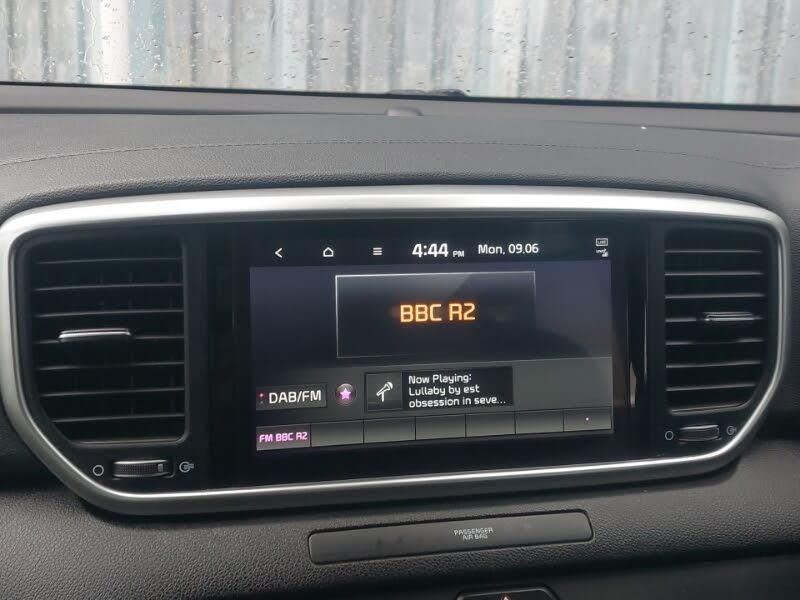 4:44 PM Mon, 09.06
BBC R2
DAB/FM
Now Playing:
Lullaby by est
obsession in seve...
FM BBC R2
PASSENGER
AIR BAG